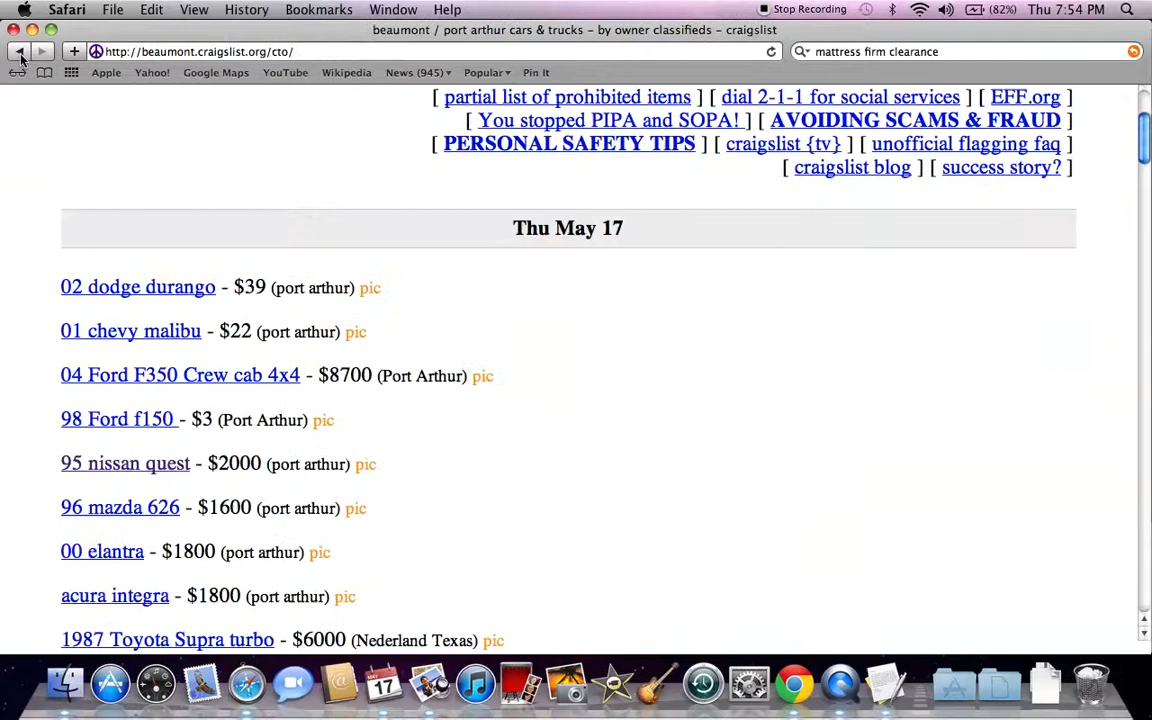 Safari File Edit View History Bookmarks Window Help Stop Recording (82%) Thu 7:54 PM
beaumont / port arthur cars & trucks - by owner classifieds - craigslist
http://beaumont.craigslist.org/cto/ mattress firm clearance
Apple Yahoo! Google Maps YouTube Wikipedia News (945) Popular Pin It
[ partial list of prohibited items ] [ dial 2-1-1 for social services ] [ EFF.org ]
[ You stopped PIPA and SOPA! ] [ AVOIDING SCAMS & FRAUD ]
[ PERSONAL SAFETY TIPS ] [ craigslist {tv} ] [ unofficial flagging faq ]
[ craigslist blog ] [ success story? ]
Thu May 17
02 dodge durango - $39 (port arthur) pic
01 chevy malibu - $22 (port arthur) pic
04 Ford F350 Crew cab 4x4 - $8700 (Port Arthur) pic
98 Ford f150 - $3 (Port Arthur) pic
95 nissan quest - $2000 (port arthur) pic
96 mazda 626 - $1600 (port arthur) pic
00 elantra - $1800 (port arthur) pic
acura integra - $1800 (port arthur) pic
1987 Toyota Supra turbo - $6000 (Nederland Texas) pic
17